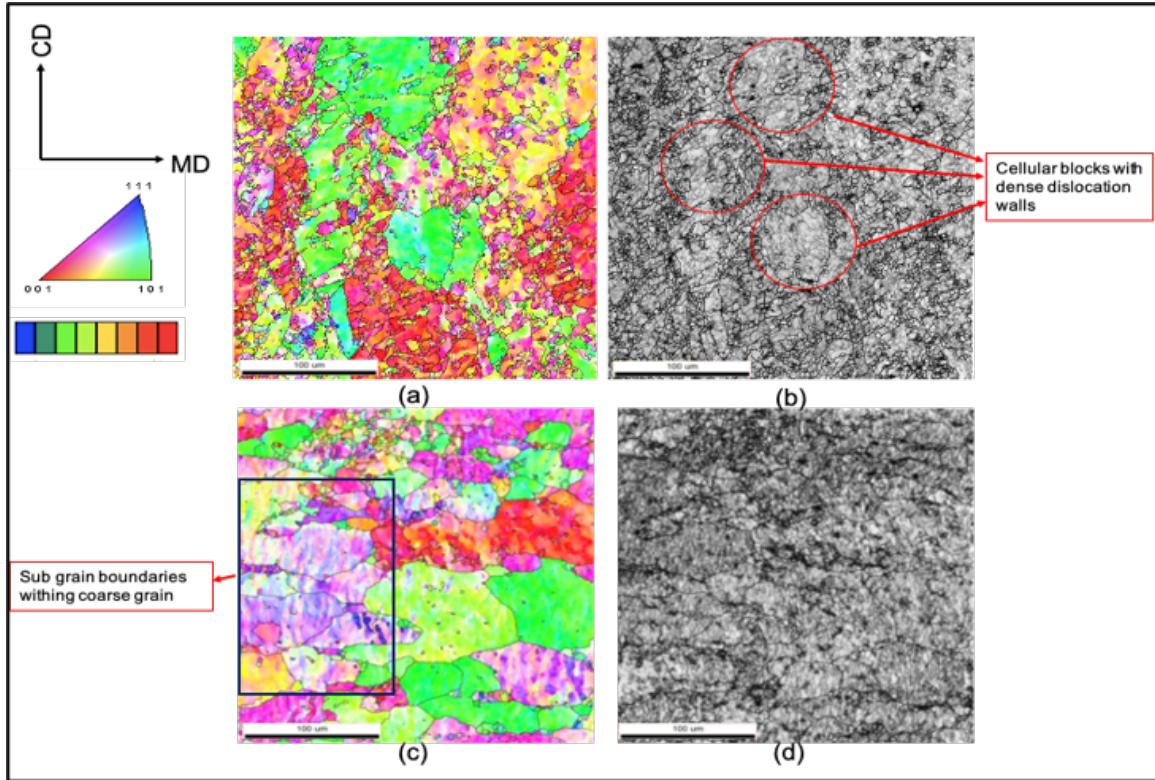 CD
MD
1 1 1
0 0 1
1 0 1
100 um
100 um
(a)
(b)
Cellular blocks with
dense dislocation
walls
Sub grain boundaries
withing coarse grain
100 um
100 um
(c)
(d)